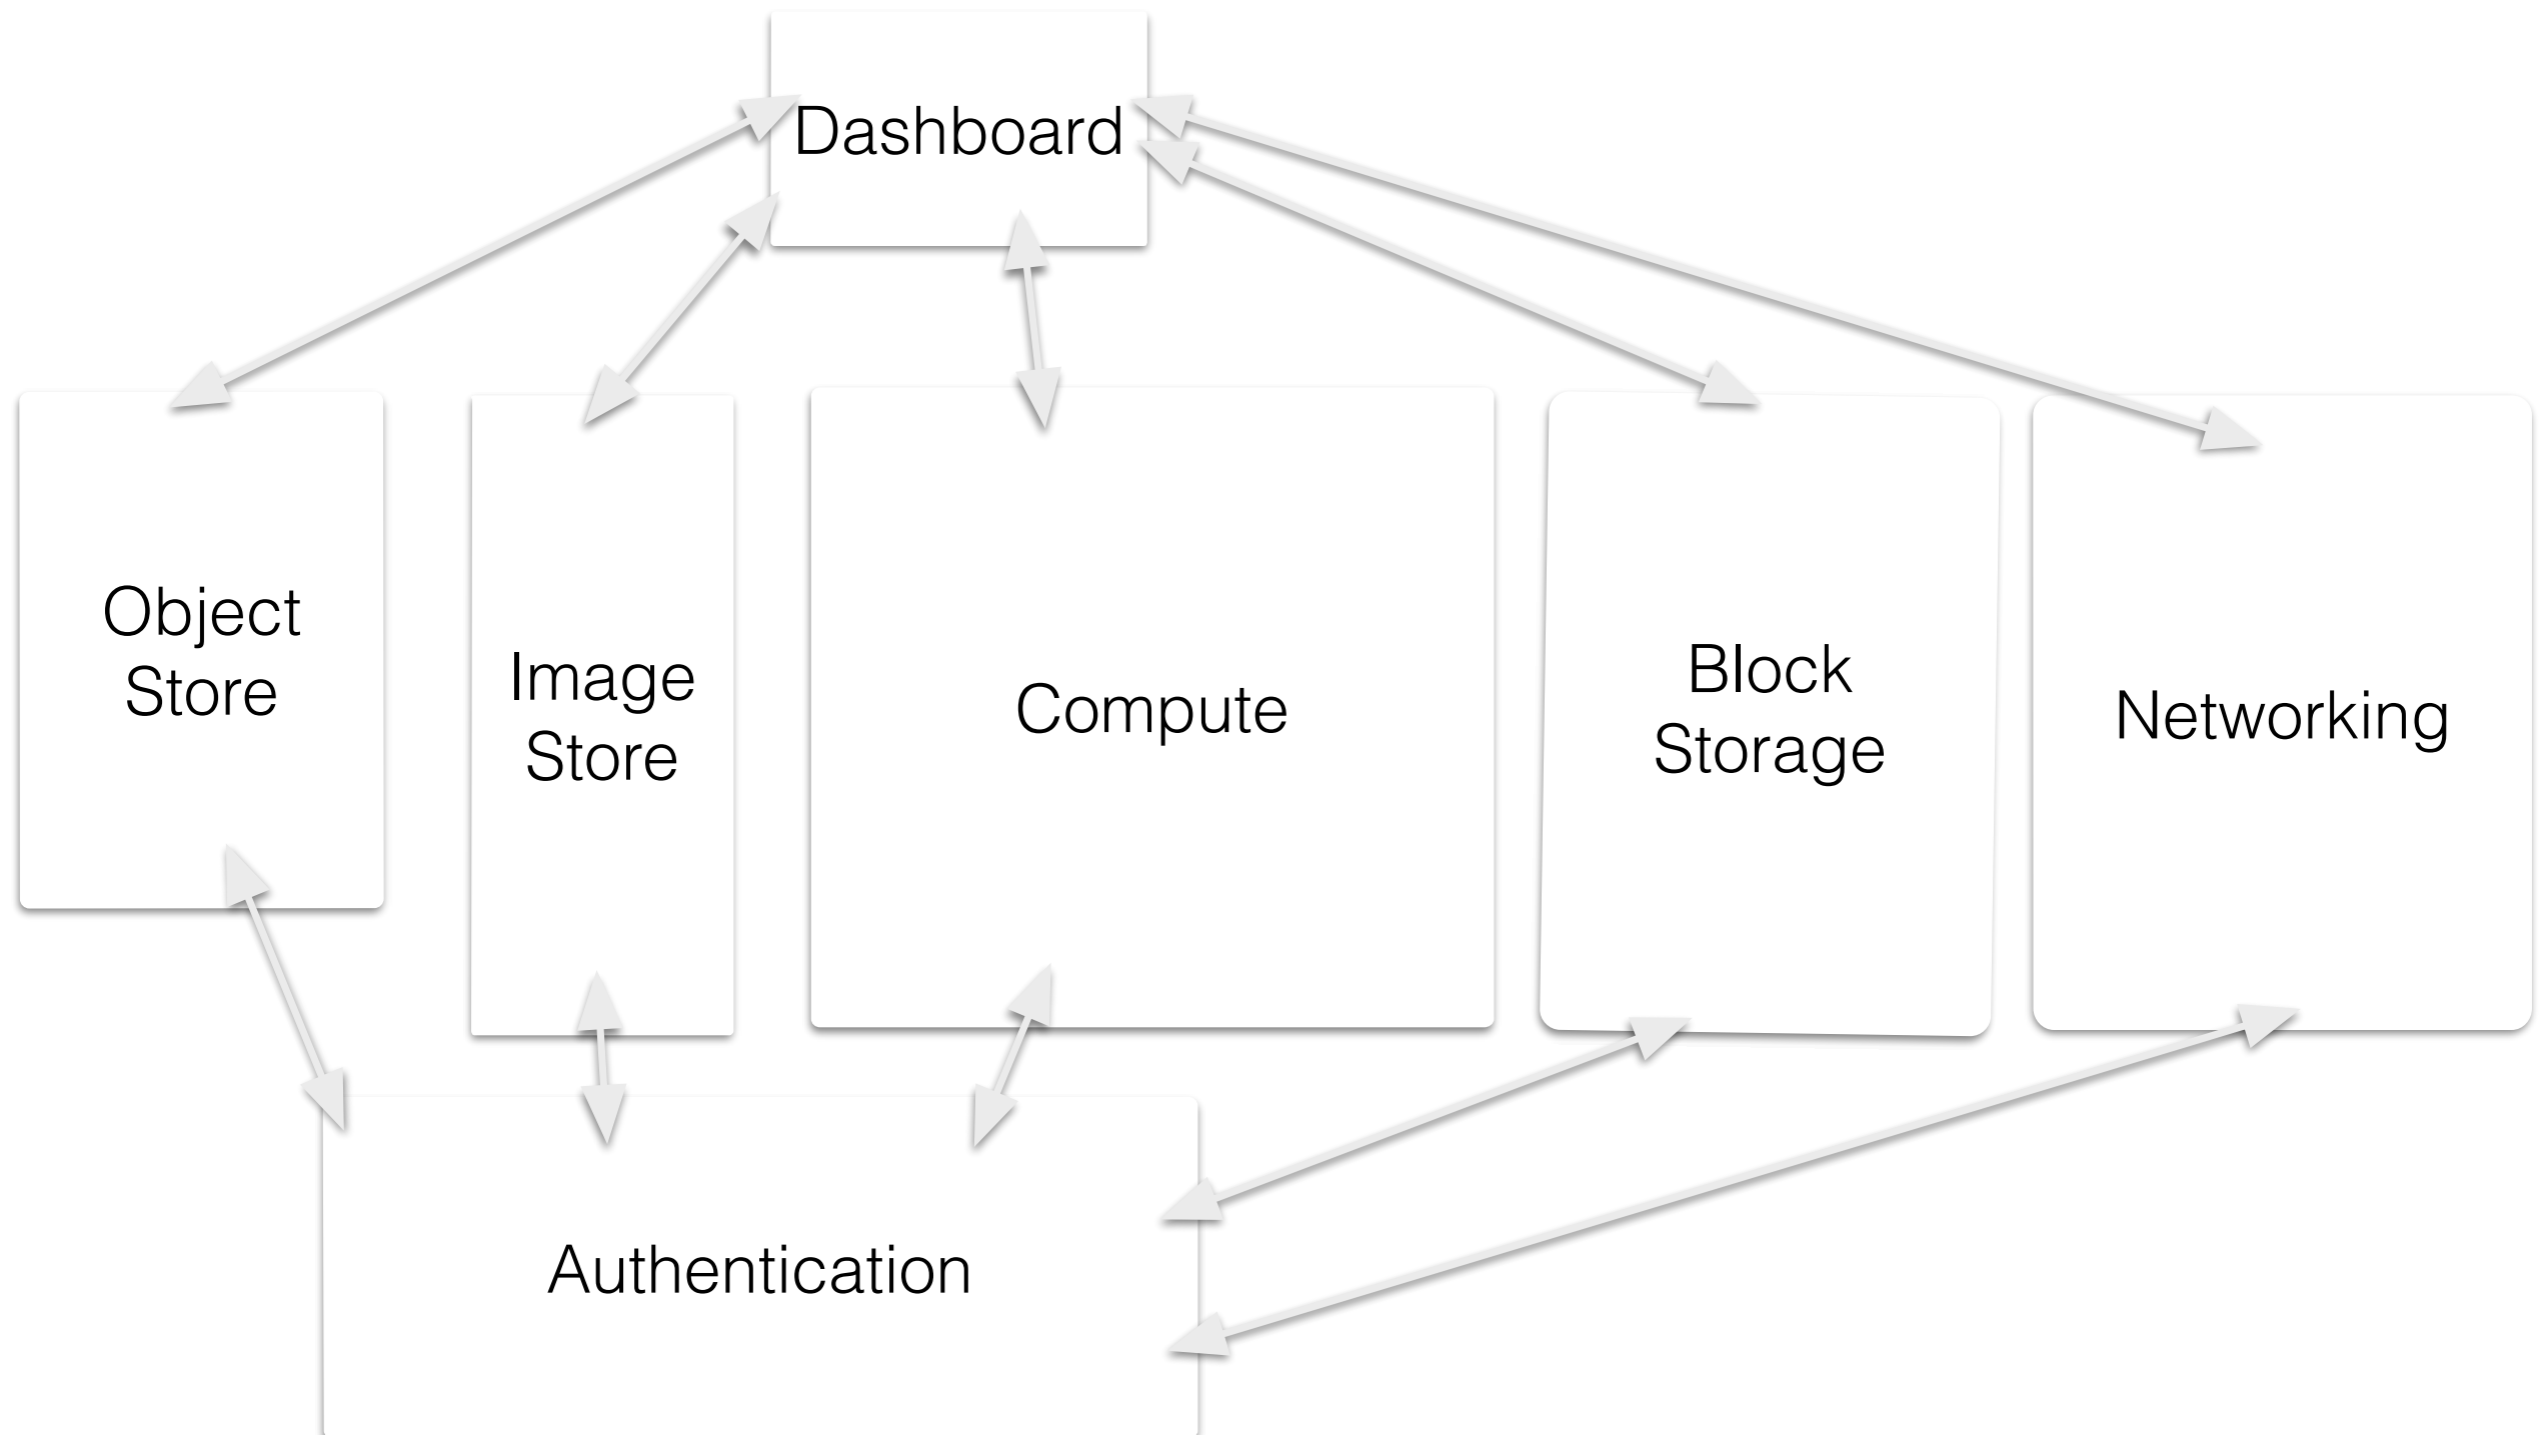 Dashboard
Object
Store
Image
Store
Compute
Block
Storage
Networking
Authentication